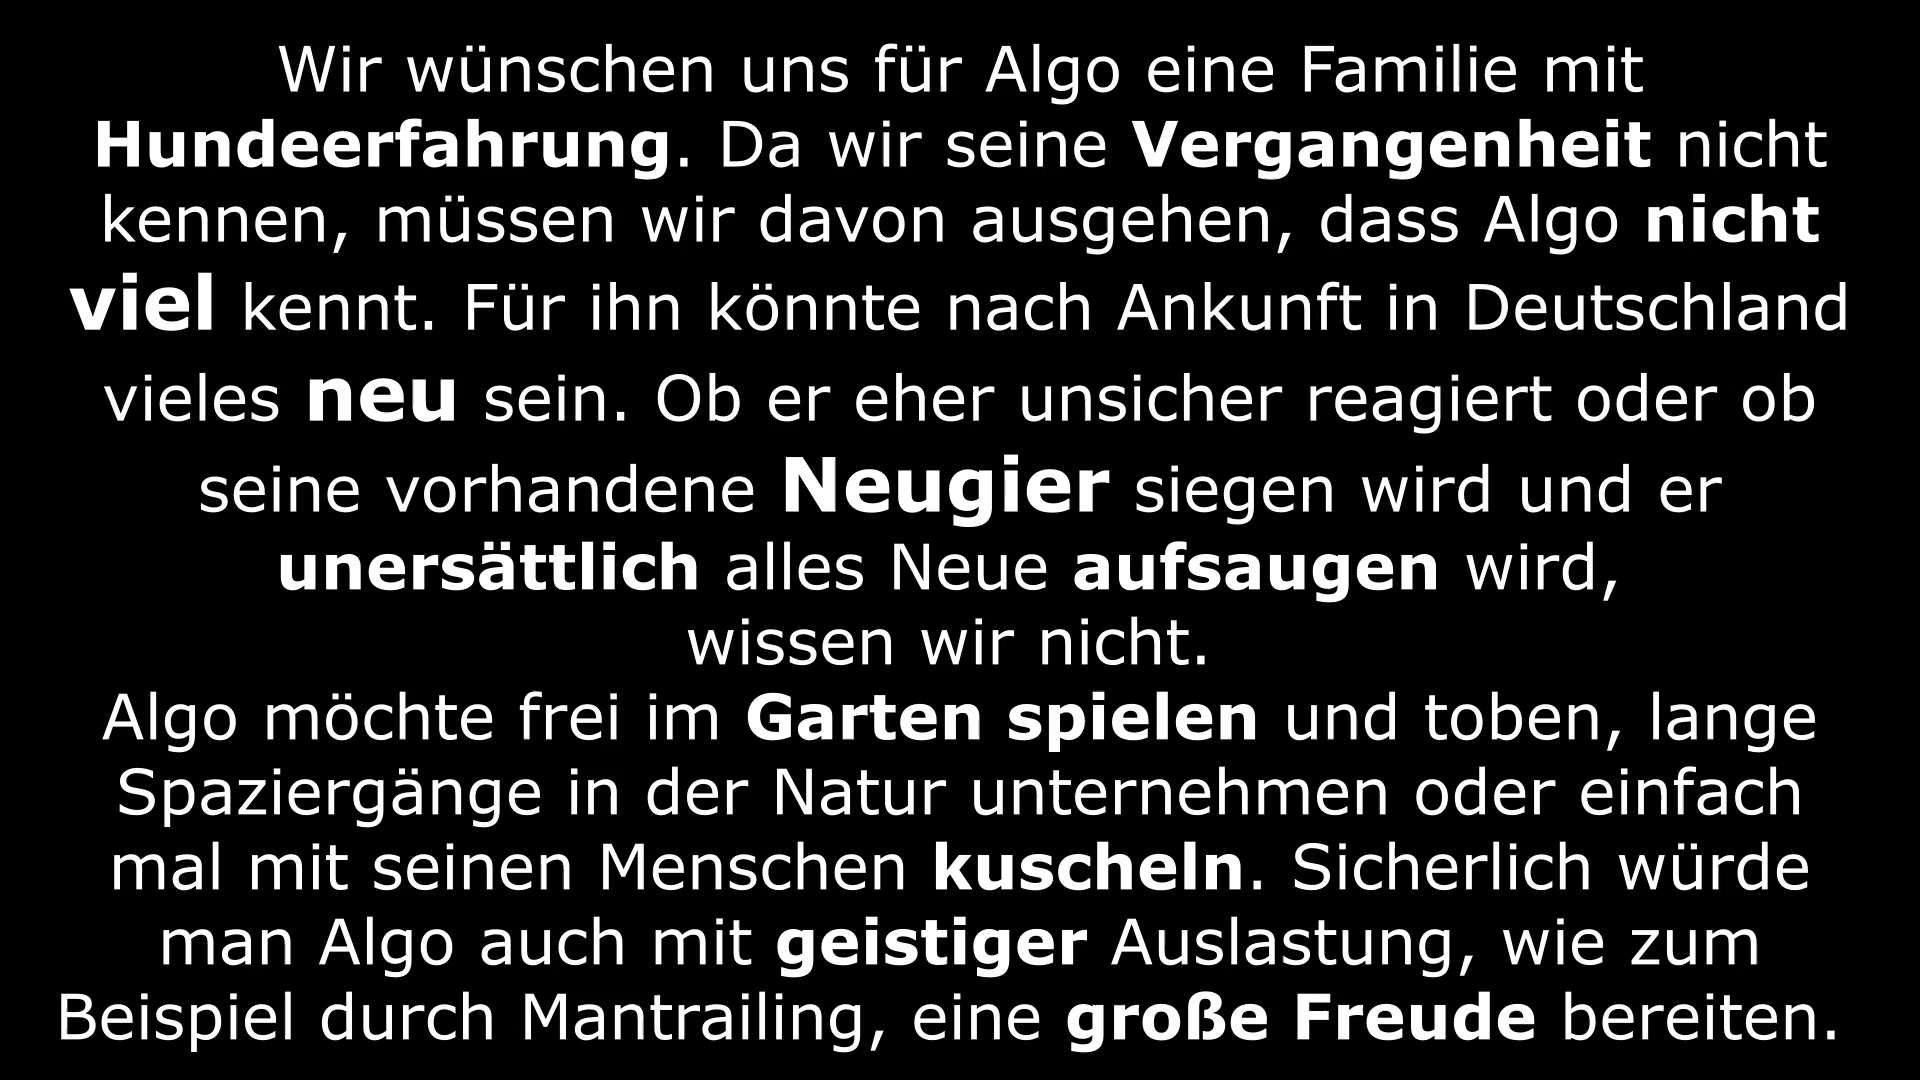 Wir wünschen uns für Algo eine Familie mit
Hundeerfahrung. Da wir seine Vergangenheit nicht
kennen, müssen wir davon ausgehen, dass Algo nicht
viel kennt. Für ihn könnte nach Ankunft in Deutschland
vieles neu sein. Ob er eher unsicher reagiert oder ob
seine vorhandene Neugier siegen wird und er
unersättlich alles Neue aufsaugen wird,
wissen wir nicht.
Algo möchte frei im Garten spielen und toben, lange
Spaziergänge in der Natur unternehmen oder einfach
mal mit seinen Menschen kuscheln. Sicherlich würde
man Algo auch mit geistiger Auslastung, wie zum
Beispiel durch Mantrailing, eine große Freude bereiten.